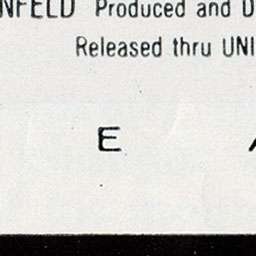 NFELD Produced and D
Released thru UNI
E